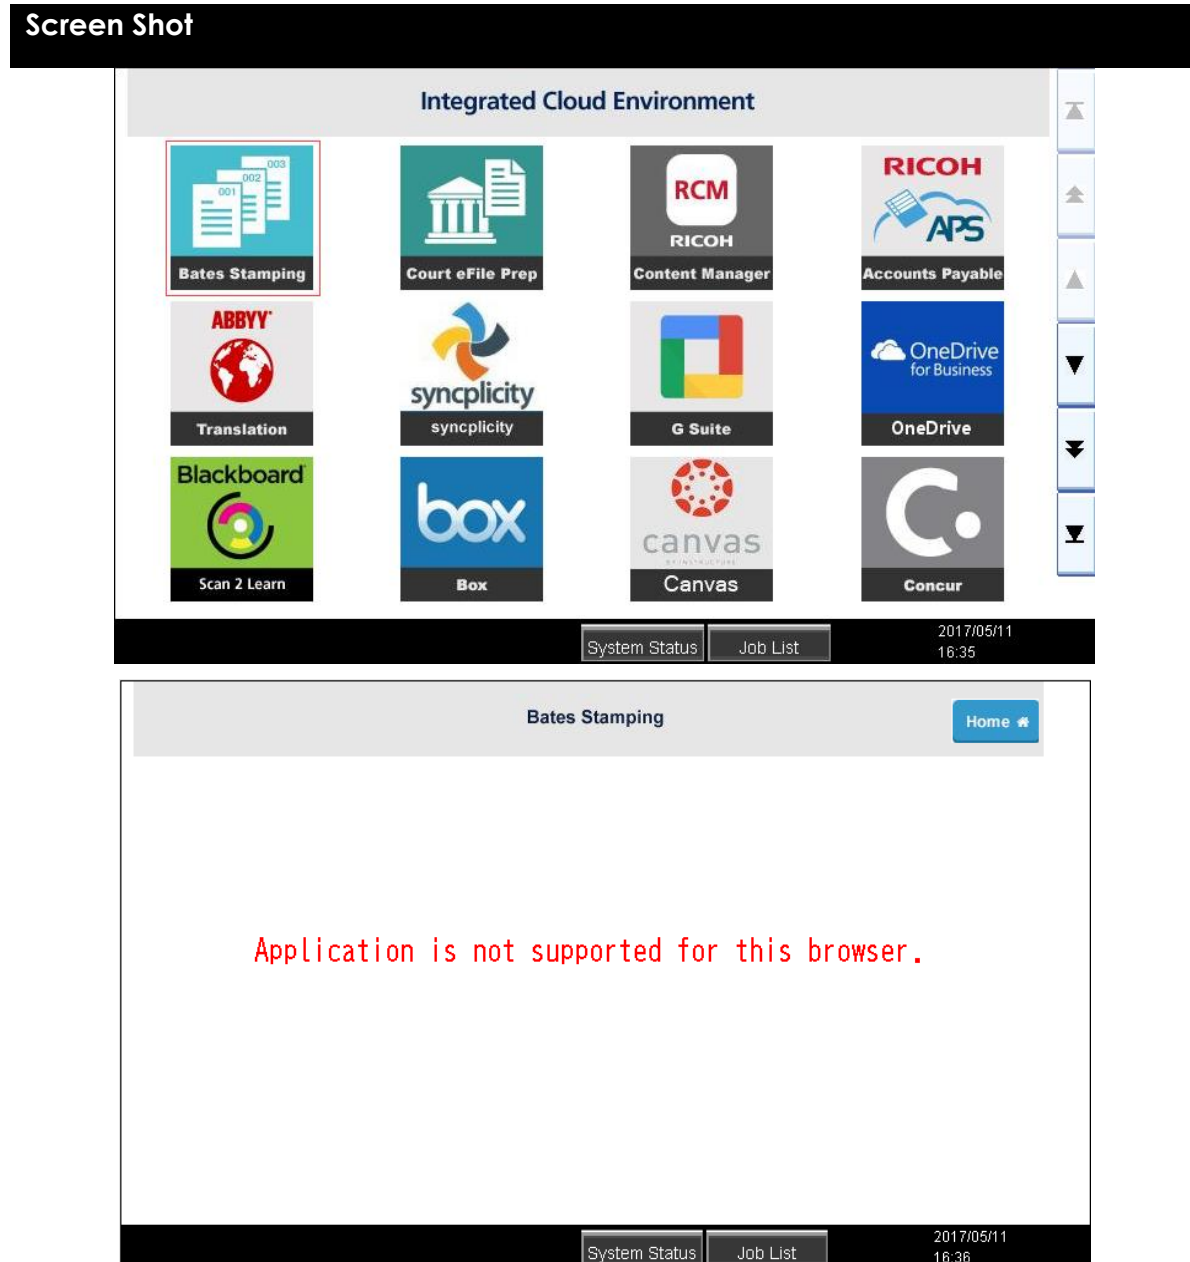 Screen Shot
Integrated Cloud Environment
001
002
003
Bates Stamping
Court eFile Prep
RCM
RICOH
Content Manager
RICOH
APS
Accounts Payable
ABBYY
Translation
syncplicity
syncplicity
G Suite
OneDrive
for Business
OneDrive
Blackboard
Scan 2 Learn
box
Box
canvas
BY INSTRUCTURE
Canvas
C.
Concur
System Status
Job List
2017/05/11
16:35
Bates Stamping
Home
Application is not supported for this browser.
System Status
Job List
2017/05/11
16:36